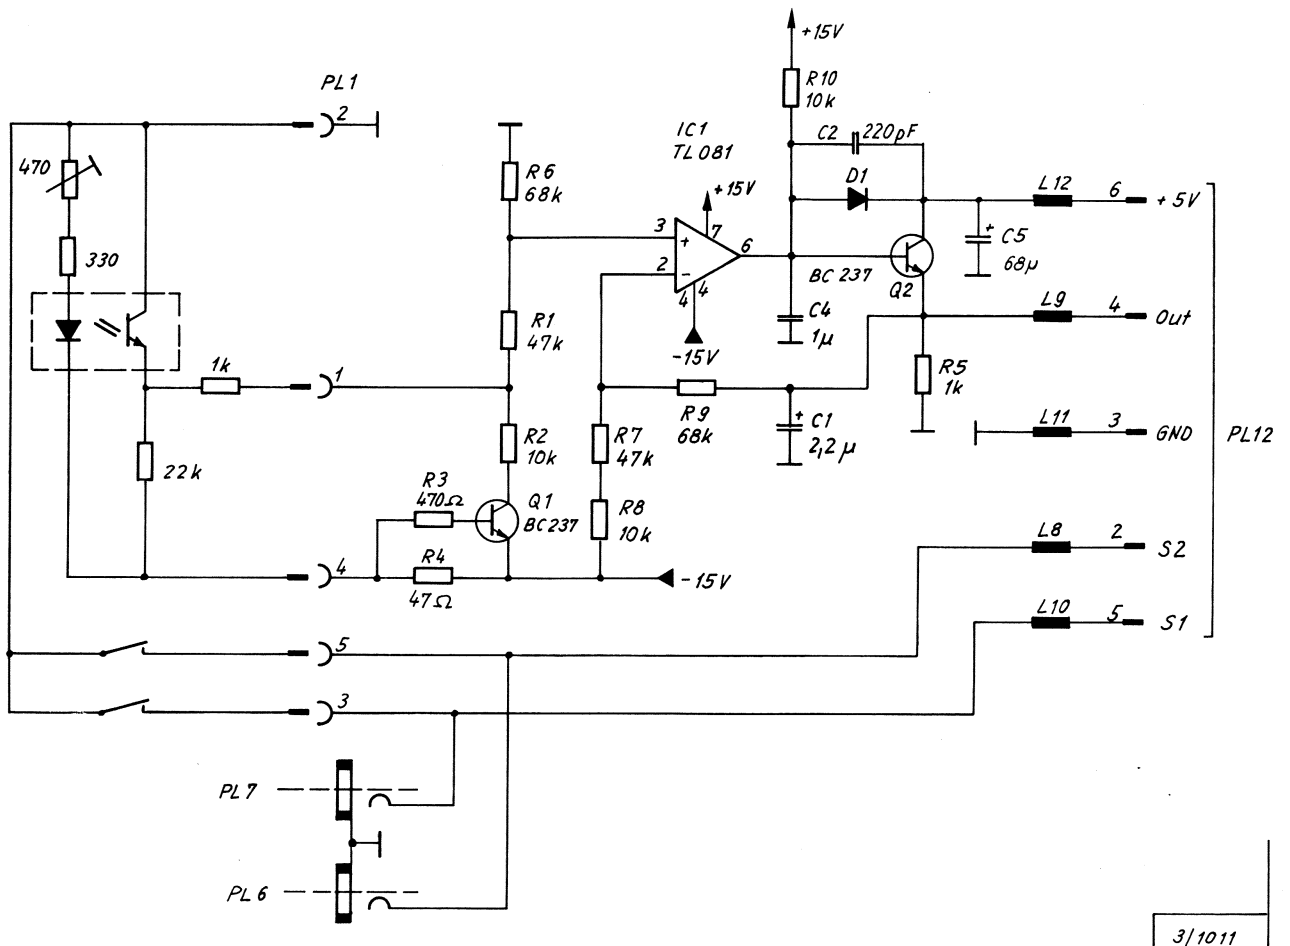 PL1
2
470
330
1k
22k
1
4
5
3
R6
68k
R1
47k
R2
10k
R3
470Ω
Q1
BC237
R4
47Ω
-15V
IC1
TL081
+15V
3
+
7
2
-
4
4
6
-15V
+15V
R10
10k
C2
220pF
D1
BC237
Q2
C4
1µ
R9
68k
+
C1
2,2µ
R7
47k
R8
10k
R5
1k
+
C5
68µ
L12
6
+5V
L9
4
Out
L11
3
GND
L8
2
S2
L10
5
S1
PL12
PL7
PL6
3/1011